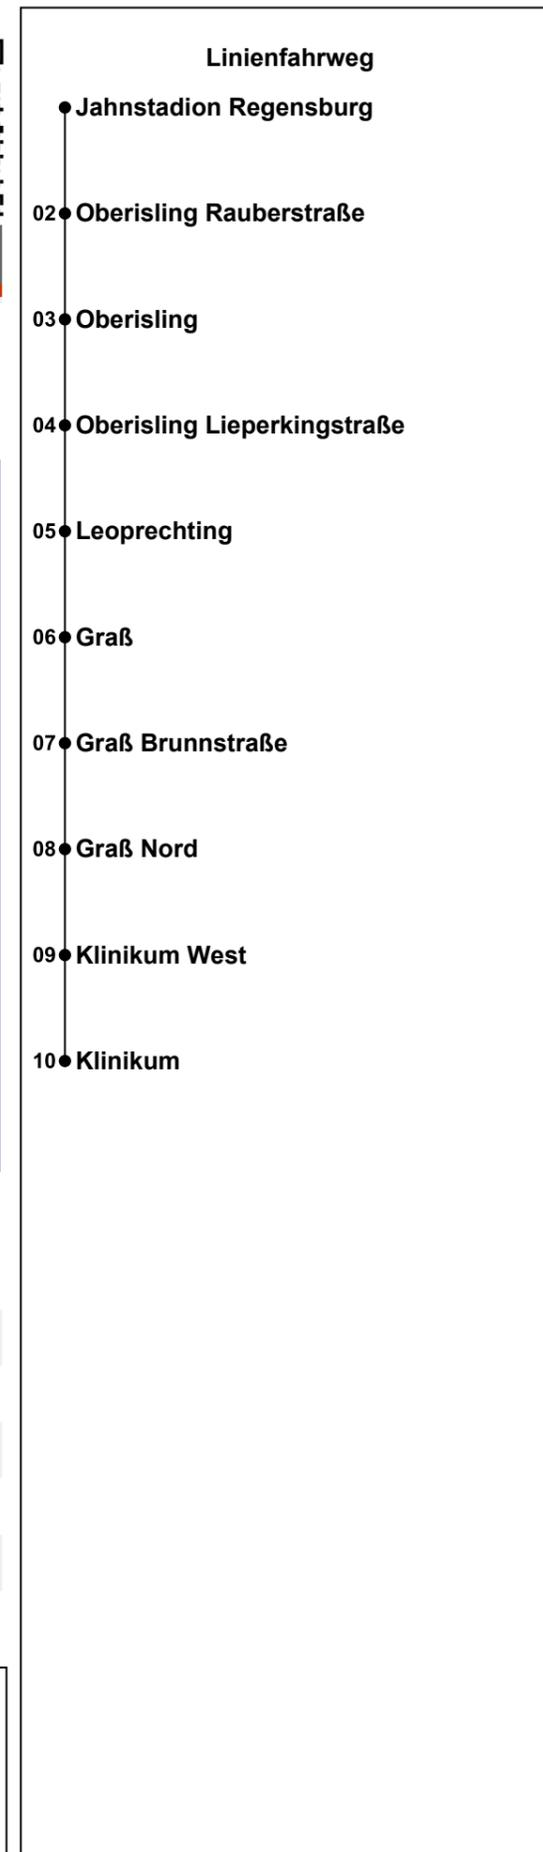 Linienfahrweg
Jahnstadion Regensburg
02 Oberisling Rauberstraße
03 Oberisling
04 Oberisling Lieperkingstraße
05 Leoprechting
06 Graß
07 Graß Brunnstraße
08 Graß Nord
09 Klinikum West
10 Klinikum